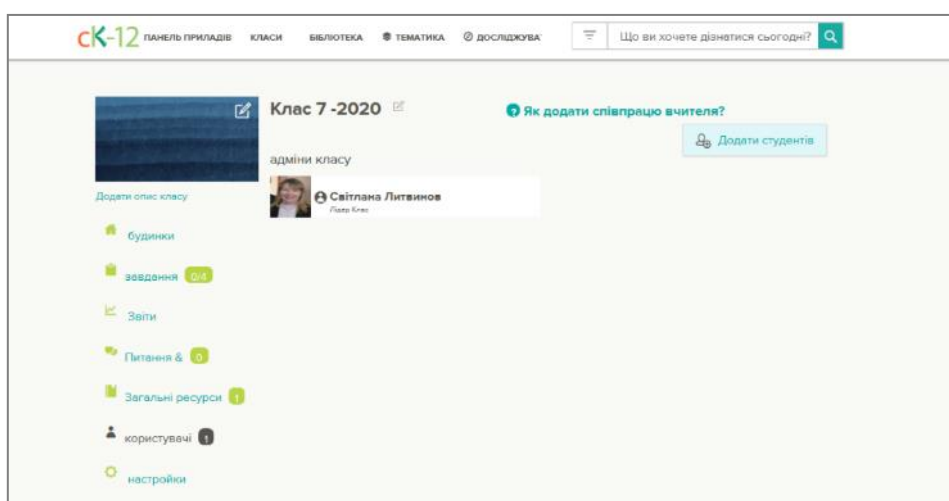 cK-12 ПАНЕЛЬ ПРИЛАДІВ КЛАСИ БІБЛІОТЕКА ТЕМАТИКА ДОСЛІДЖУВА Що ви хочете дізнатися сьогодні?
Клас 7 -2020
Як додати співпрацю вчителя?
Додати студентів
адміни класу
Світлана Литвинов
Лідер Клас
Додати опис класу
будинки
завдання 0/4
Звіти
Питання & 0
Загальні ресурси 1
користувачі 1
настройки